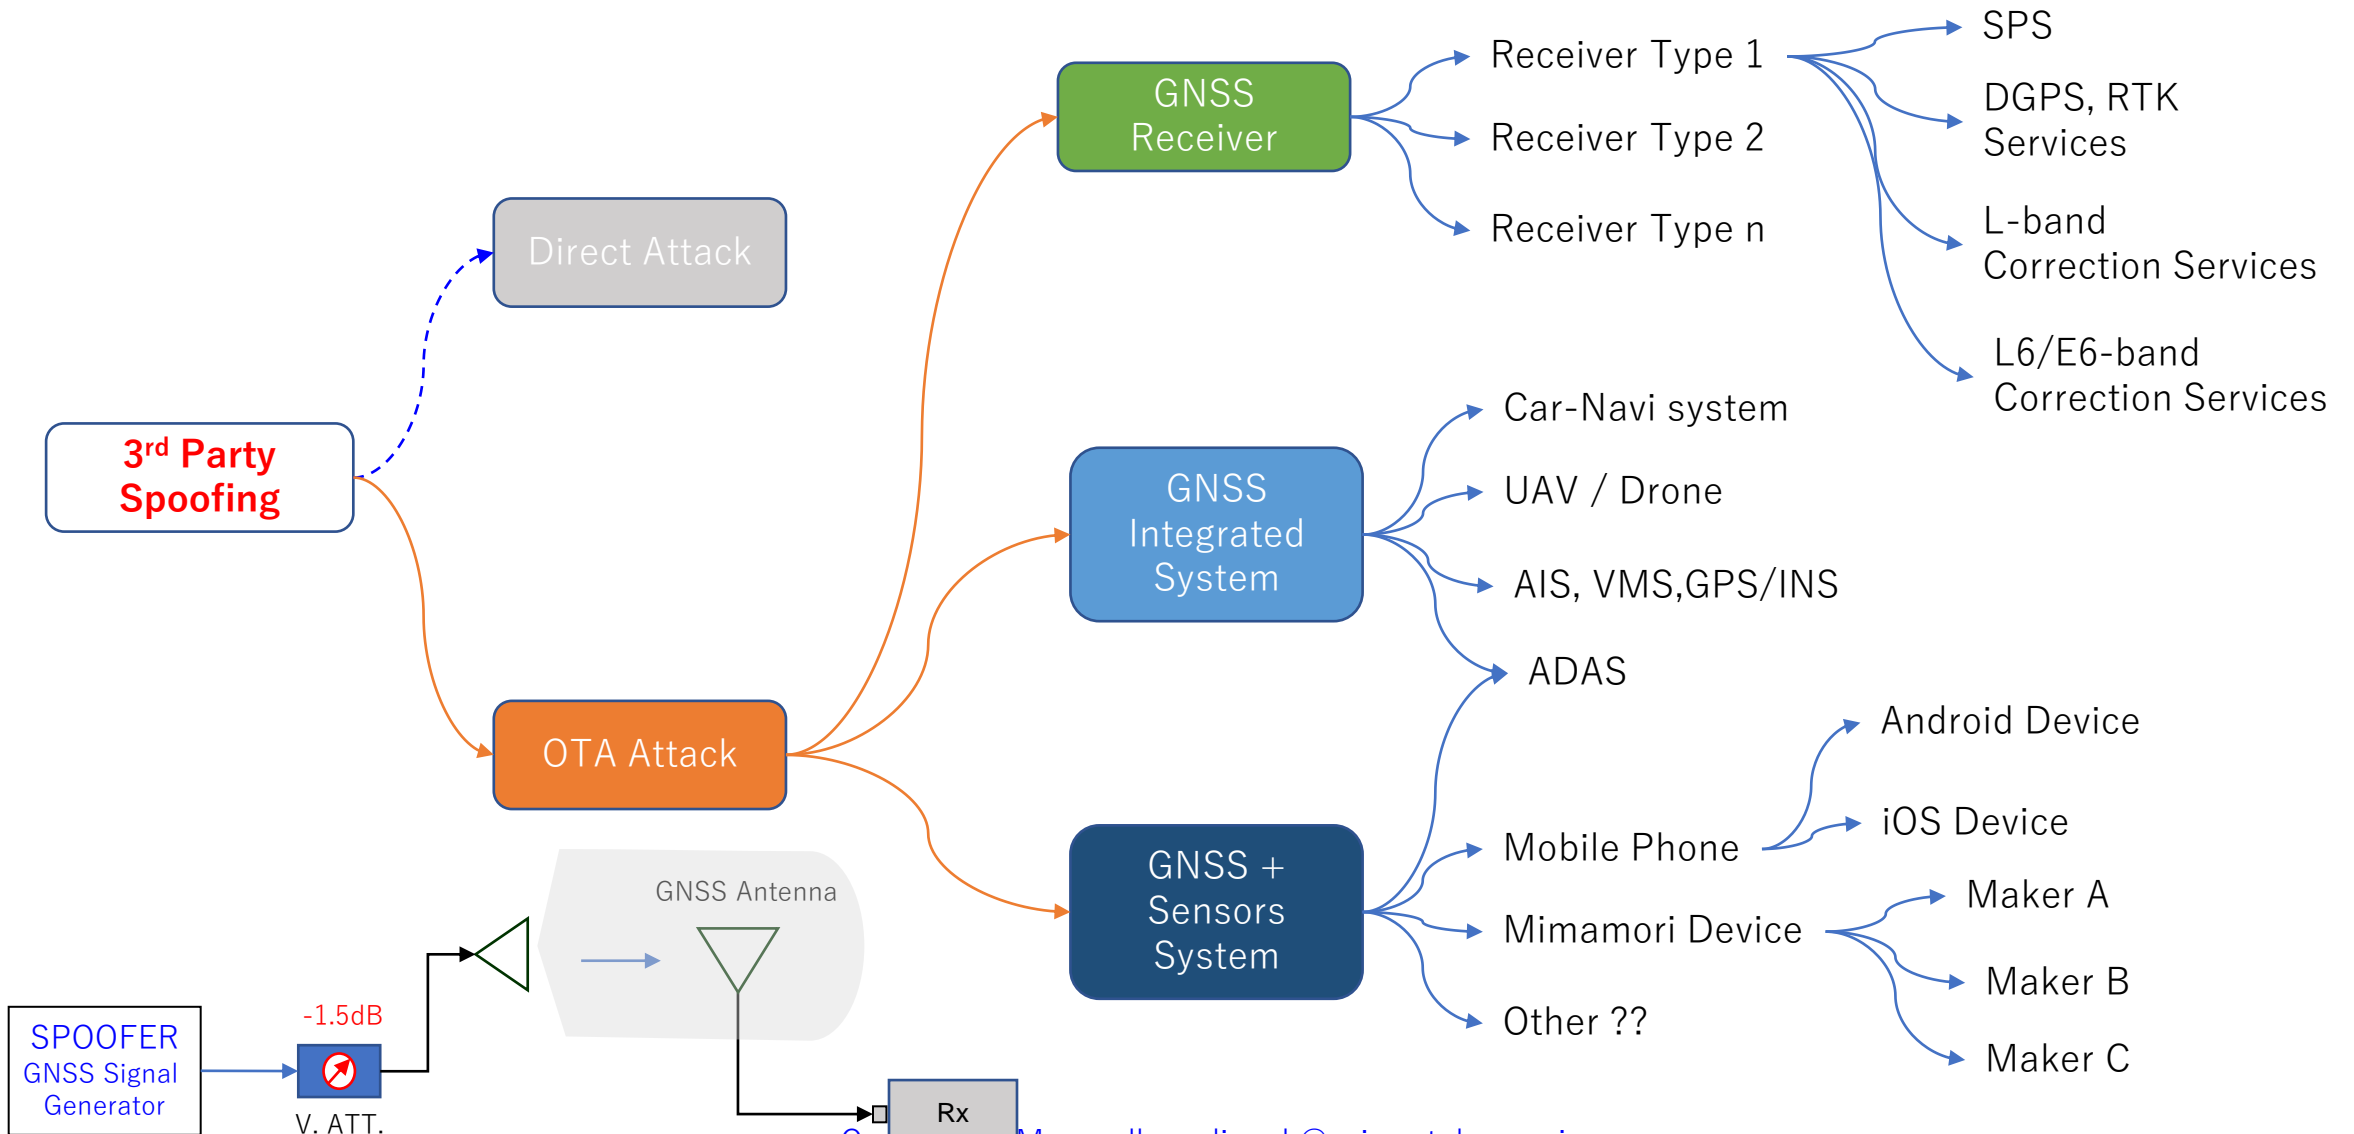 SPS
Receiver Type 1
GNSS
Receiver
DGPS, RTK
Services
Receiver Type 2
Receiver Type n
L-band
Correction Services
Direct Attack
L6/E6-band
Correction Services
3rd Party
Spoofing
Car-Navi system
GNSS
Integrated
System
UAV / Drone
AIS, VMS,GPS/INS
ADAS
OTA Attack
Android Device
iOS Device
Mobile Phone
GNSS +
Sensors
System
Mimamori Device
Maker A
Maker B
Other ??
Maker C
GNSS Antenna
-1.5dB
SPOOFER
GNSS Signal
Generator
V. ATT.
Rx